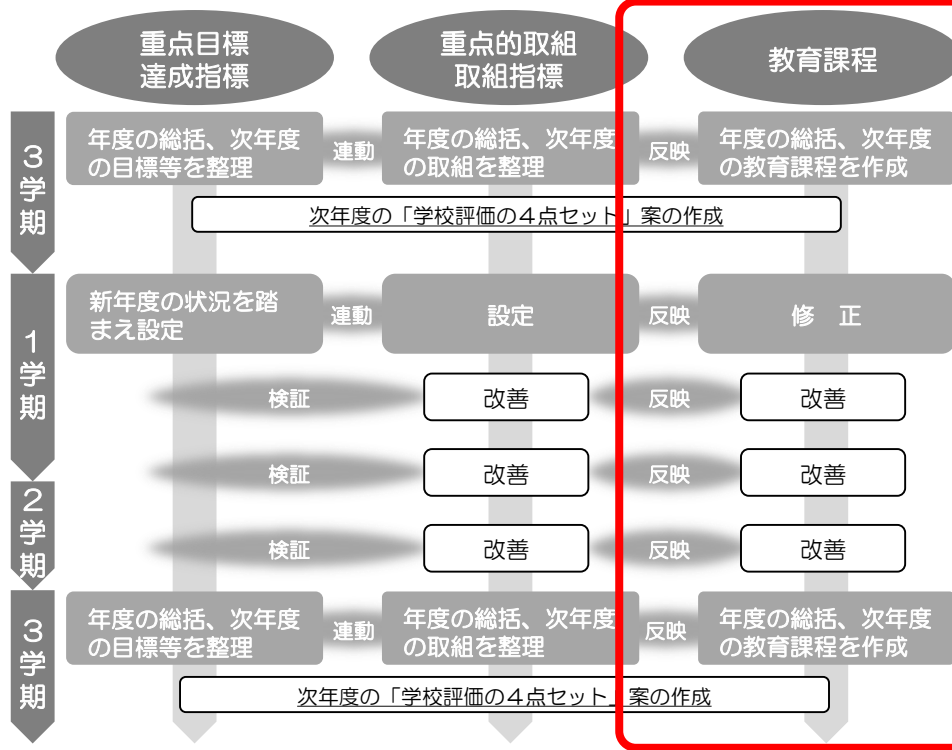 重点目標
達成指標
重点的取組
取組指標
教育課程
3学期
年度の総括、次年度
の目標等を整理
連動
年度の総括、次年度
の取組を整理
反映
年度の総括、次年度
の教育課程を作成
次年度の「学校評価の4点セット」案の作成
1学期
新年度の状況を踏
まえ設定
連動
設定
反映
修 正
検証
改善
反映
改善
検証
改善
反映
改善
2学期
検証
改善
反映
改善
3学期
年度の総括、次年度
の目標等を整理
連動
年度の総括、次年度
の取組を整理
反映
年度の総括、次年度
の教育課程を作成
次年度の「学校評価の4点セット」案の作成